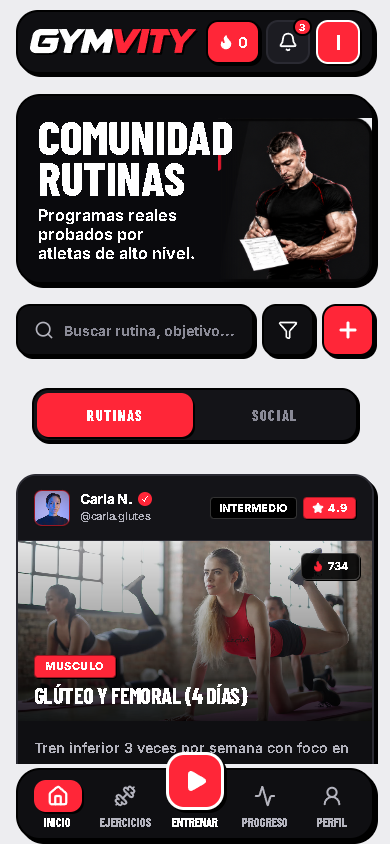 GYMVITY
0
3
I
COMUNIDAD
RUTINAS
Programas reales
probados por
atletas de alto nivel.
Buscar rutina, objetivo...
RUTINAS
SOCIAL
Carla N.
@carla.glutes
INTERMEDIO
4.9
734
MUSCULO
GLÚTEO Y FEMORAL (4 DÍAS)
Tren inferior 3 veces por semana con foco en
INICIO
EJERCICIOS
ENTRENAR
PROGRESO
PERFIL